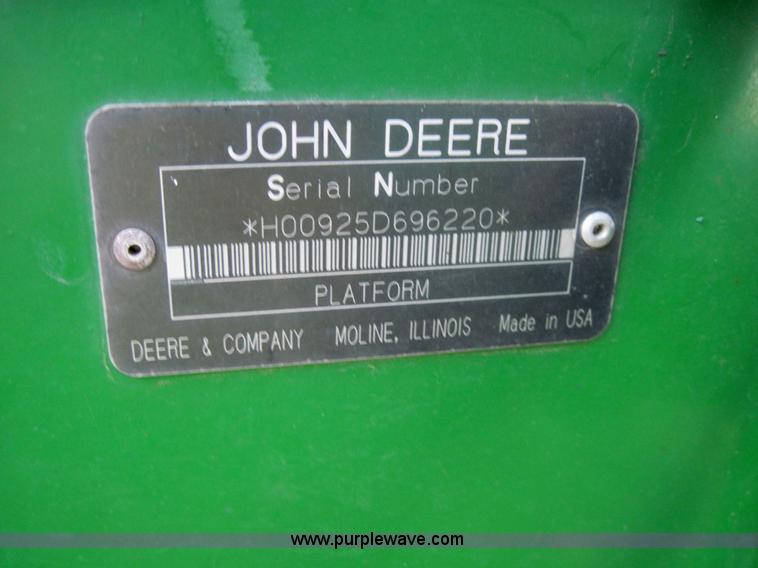 JOHN DEERE
Serial Number
*H00925D696220*
PLATFORM
DEERE & COMPANY MOLINE, ILLINOIS Made in USA
www.purplewave.com